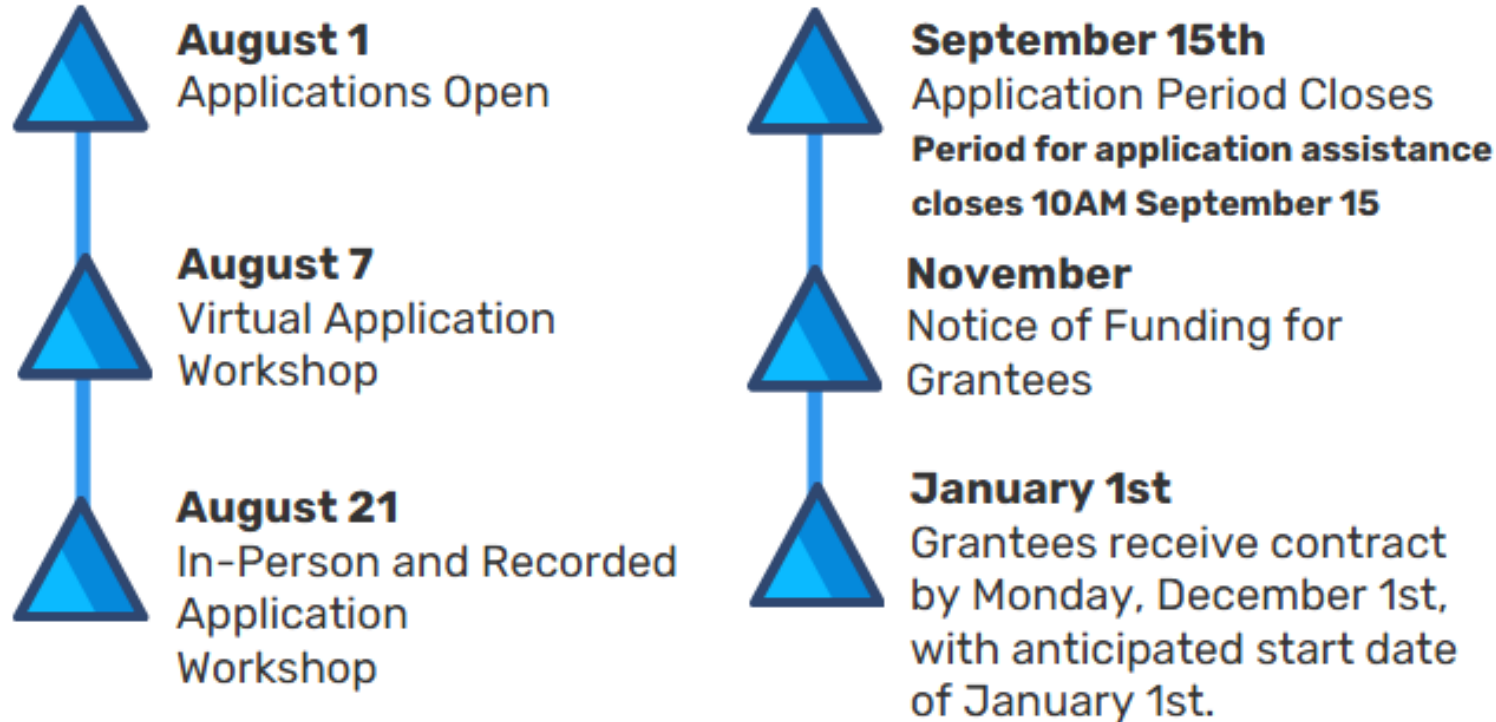 August 1
Applications Open
August 7
Virtual Application
Workshop
August 21
In-Person and Recorded
Application
Workshop
September 15th
Application Period Closes
Period for application assistance
closes 10AM September 15
November
Notice of Funding for
Grantees
January 1st
Grantees receive contract
by Monday, December 1st,
with anticipated start date
of January 1st.